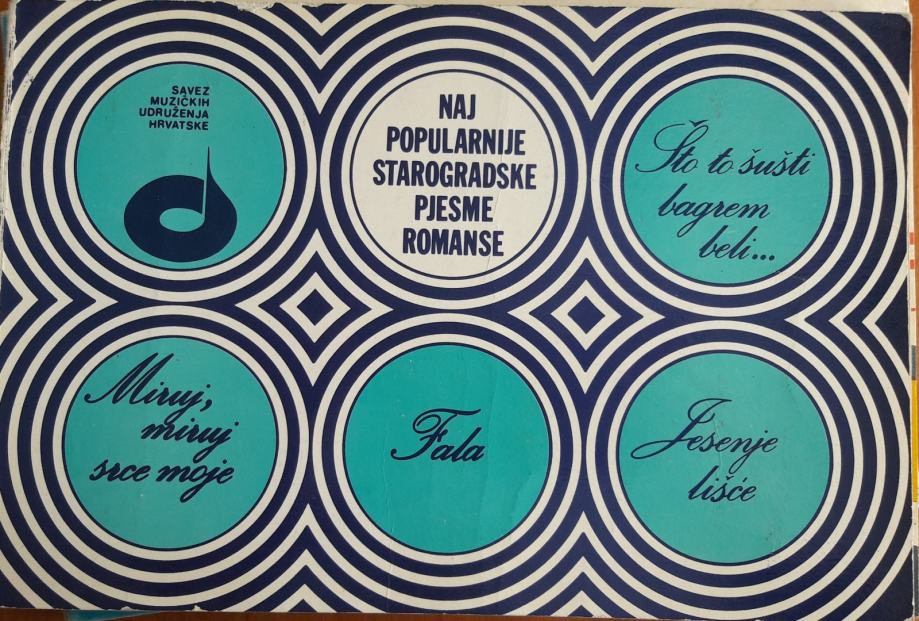 SAVEZ
MUZIČKIH
UDRUŽENJA
HRVATSKE
NAJ
POPULARNIJE
STAROGRADSKE
PJESME
ROMANSE
Što to šušti
bagrem
beli...
Miruj,
miruj
srce moje
Fala
Jesenje
lišće